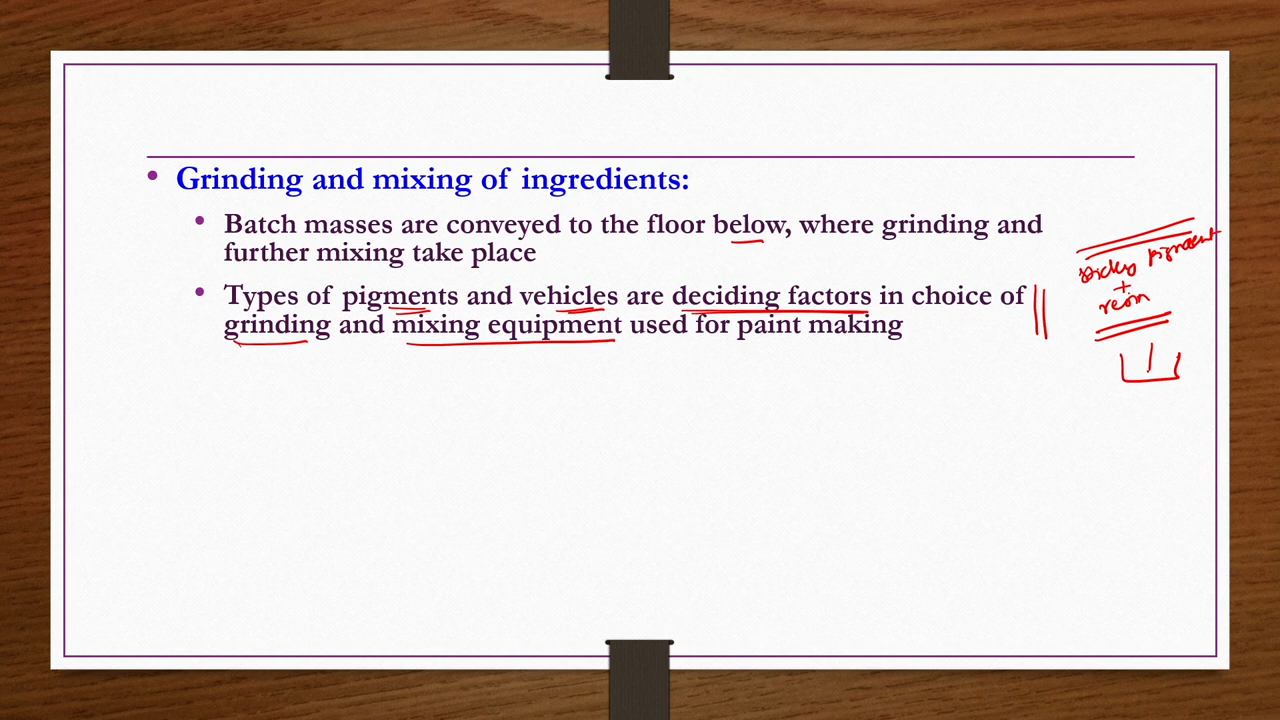 • Grinding and mixing of ingredients:
• Batch masses are conveyed to the floor below, where grinding and
further mixing take place
• Types of pigments and vehicles are deciding factors in choice of
grinding and mixing equipment used for paint making
sticky pigment
+
resin